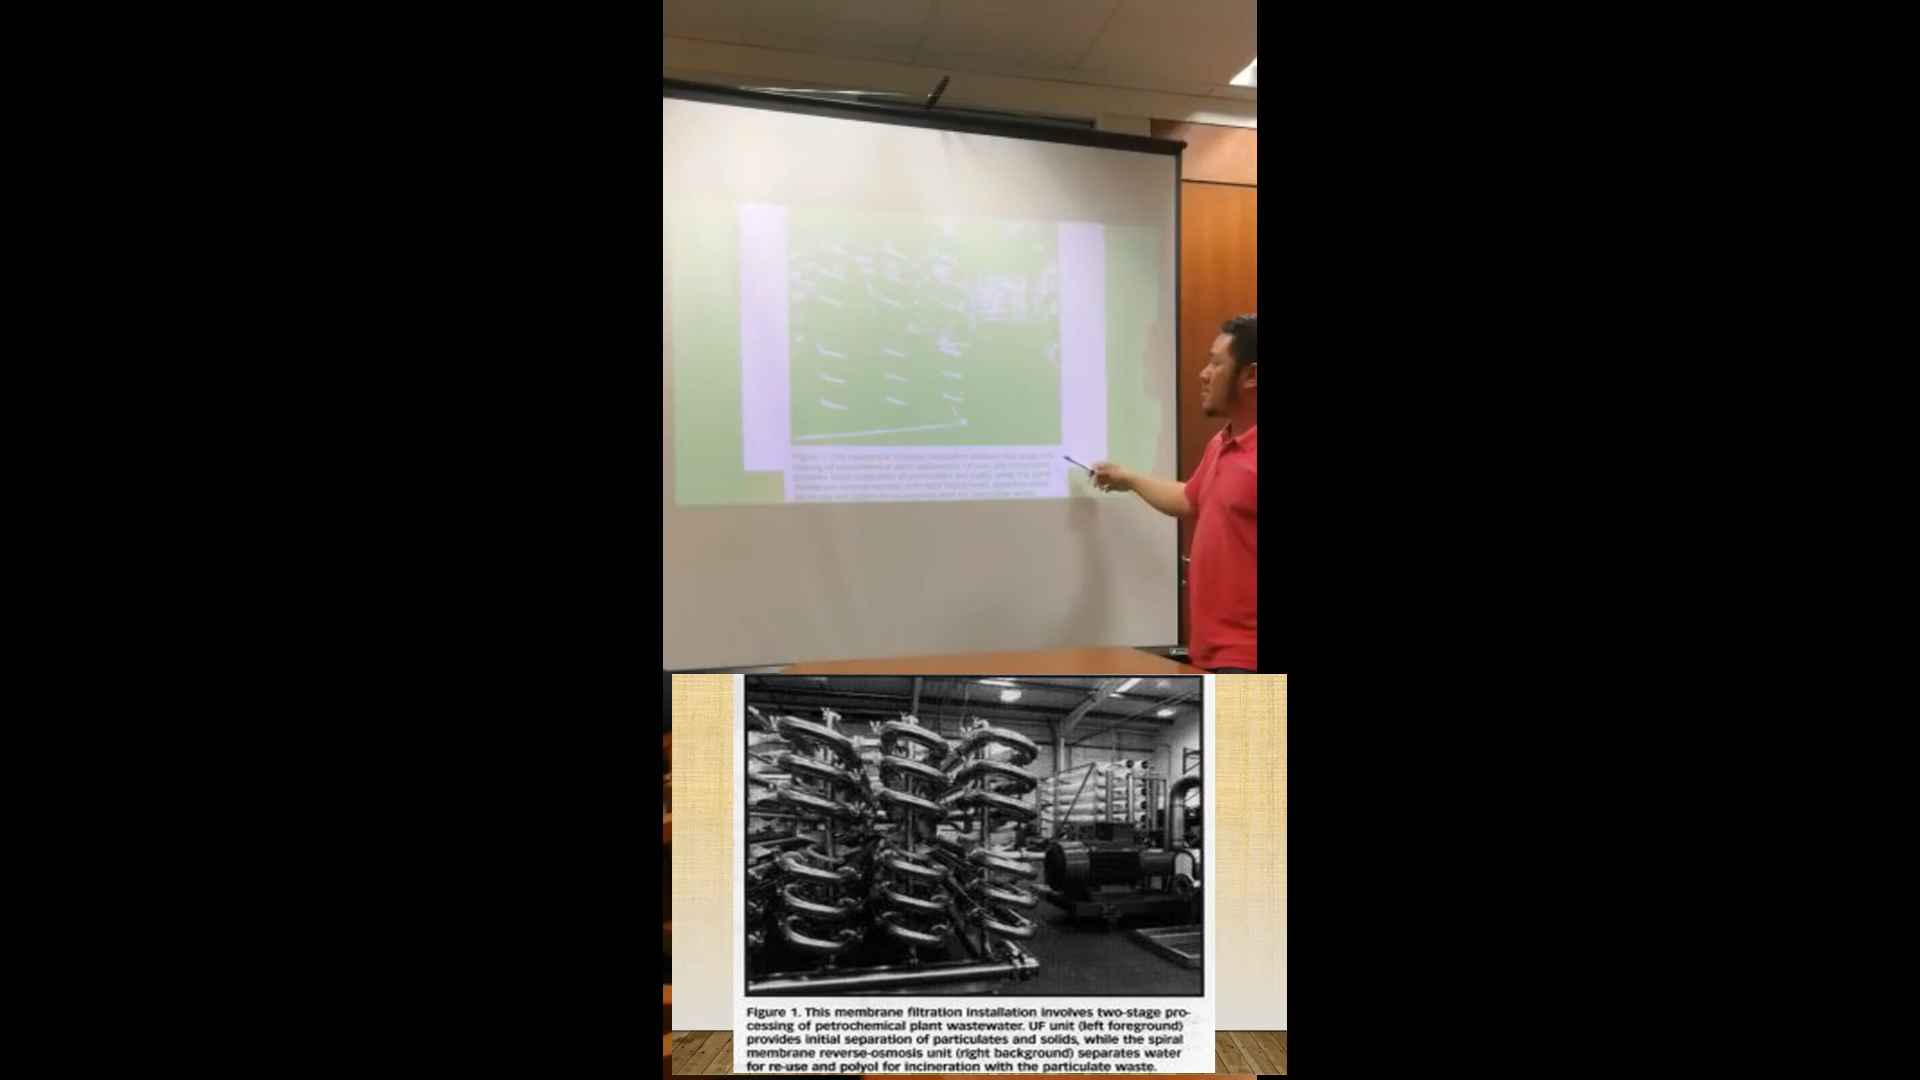 Figure 1. This membrane filtration installation involves two-stage pro-
cessing of petrochemical plant wastewater. UF unit (left foreground)
provides initial separation of particulates and solids, while the spiral
membrane reverse-osmosis unit (right background) separates water
for re-use and polyol for incineration with the particulate waste.